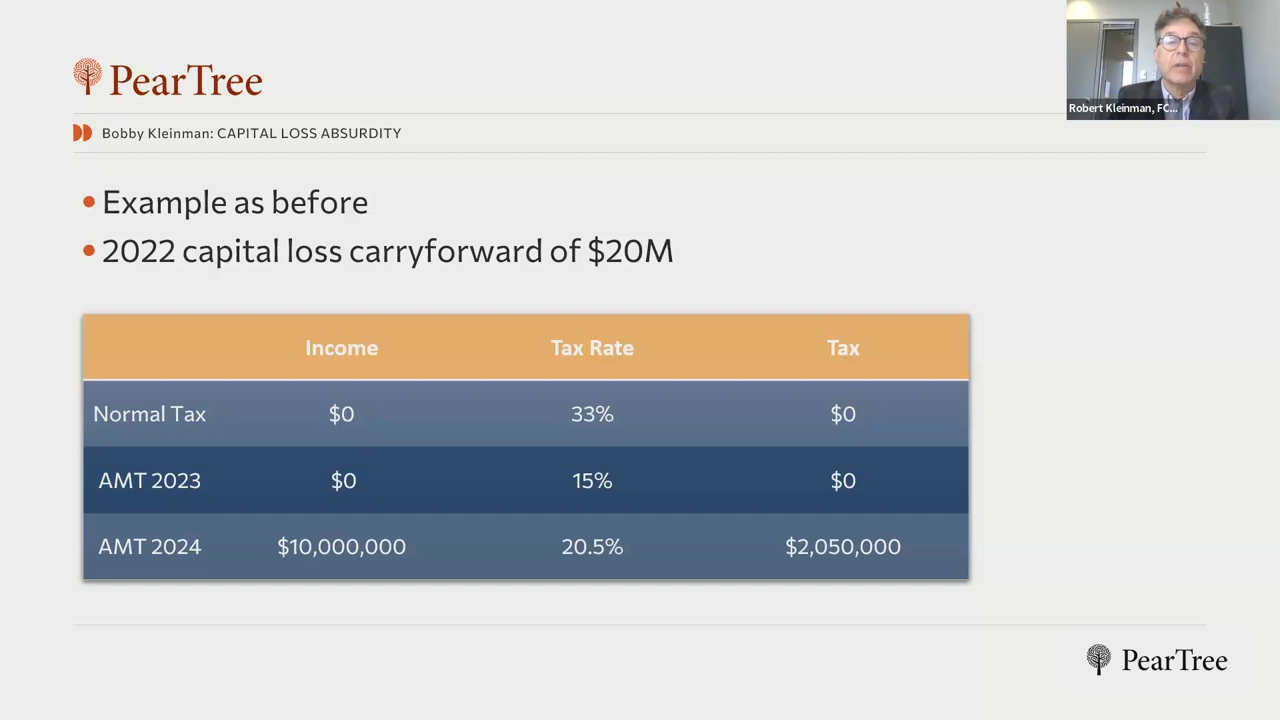 PearTree
Robert Kleinman, FC...
Bobby Kleinman: CAPITAL LOSS ABSURDITY
• Example as before
• 2022 capital loss carryforward of $20M
Income Tax Rate Tax
Normal Tax $0 33% $0
AMT 2023 $0 15% $0
AMT 2024 $10,000,000 20.5% $2,050,000
PearTree